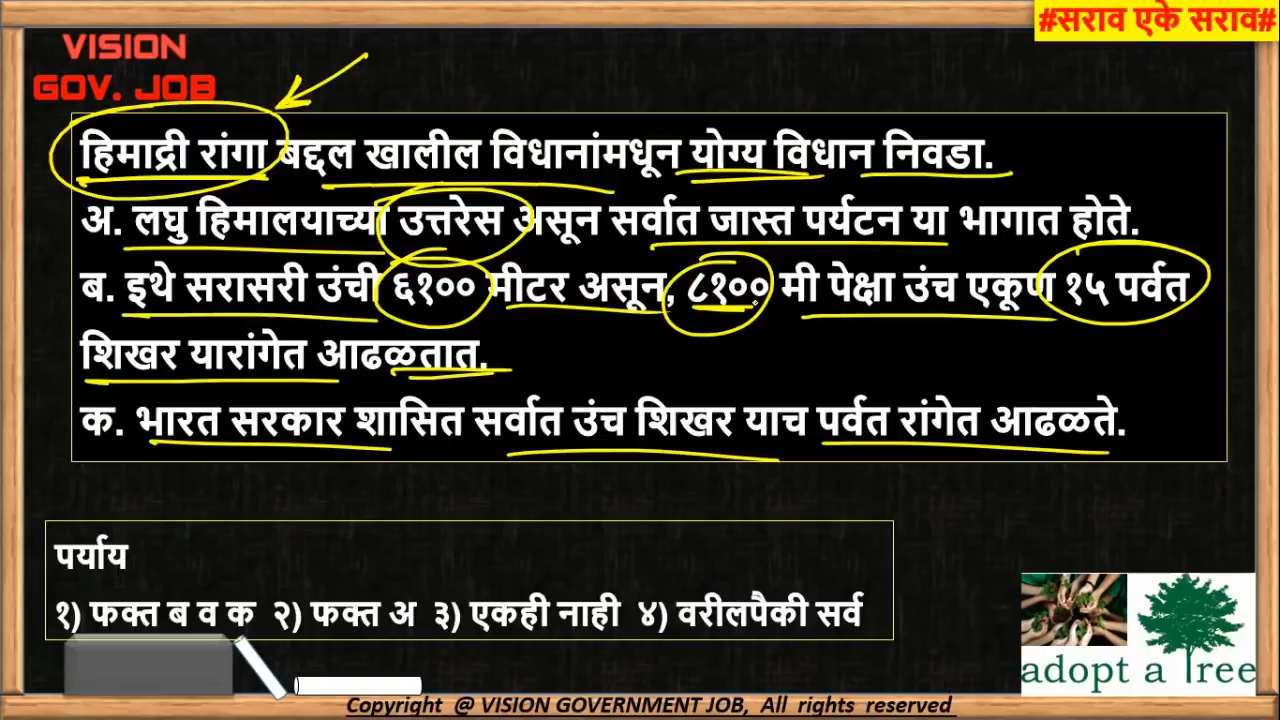 #सराव एके सराव#
VISION
GOV. JOB
हिमाद्री रांगा बद्दल खालील विधानांमधून योग्य विधान निवडा.
अ. लघु हिमालयाच्या उत्तरेस असून सर्वात जास्त पर्यटन या भागात होते.
ब. इथे सरासरी उंची ६१०० मीटर असून, ८१०० मी पेक्षा उंच एकूण १५ पर्वत
शिखर यारांगेत आढळतात.
क. भारत सरकार शासित सर्वात उंच शिखर याच पर्वत रांगेत आढळते.
पर्याय
१) फक्त ब व क २) फक्त अ ३) एकही नाही ४) वरीलपैकी सर्व
adopt a Tree
Copyright @ VISION GOVERNMENT JOB, All rights reserved